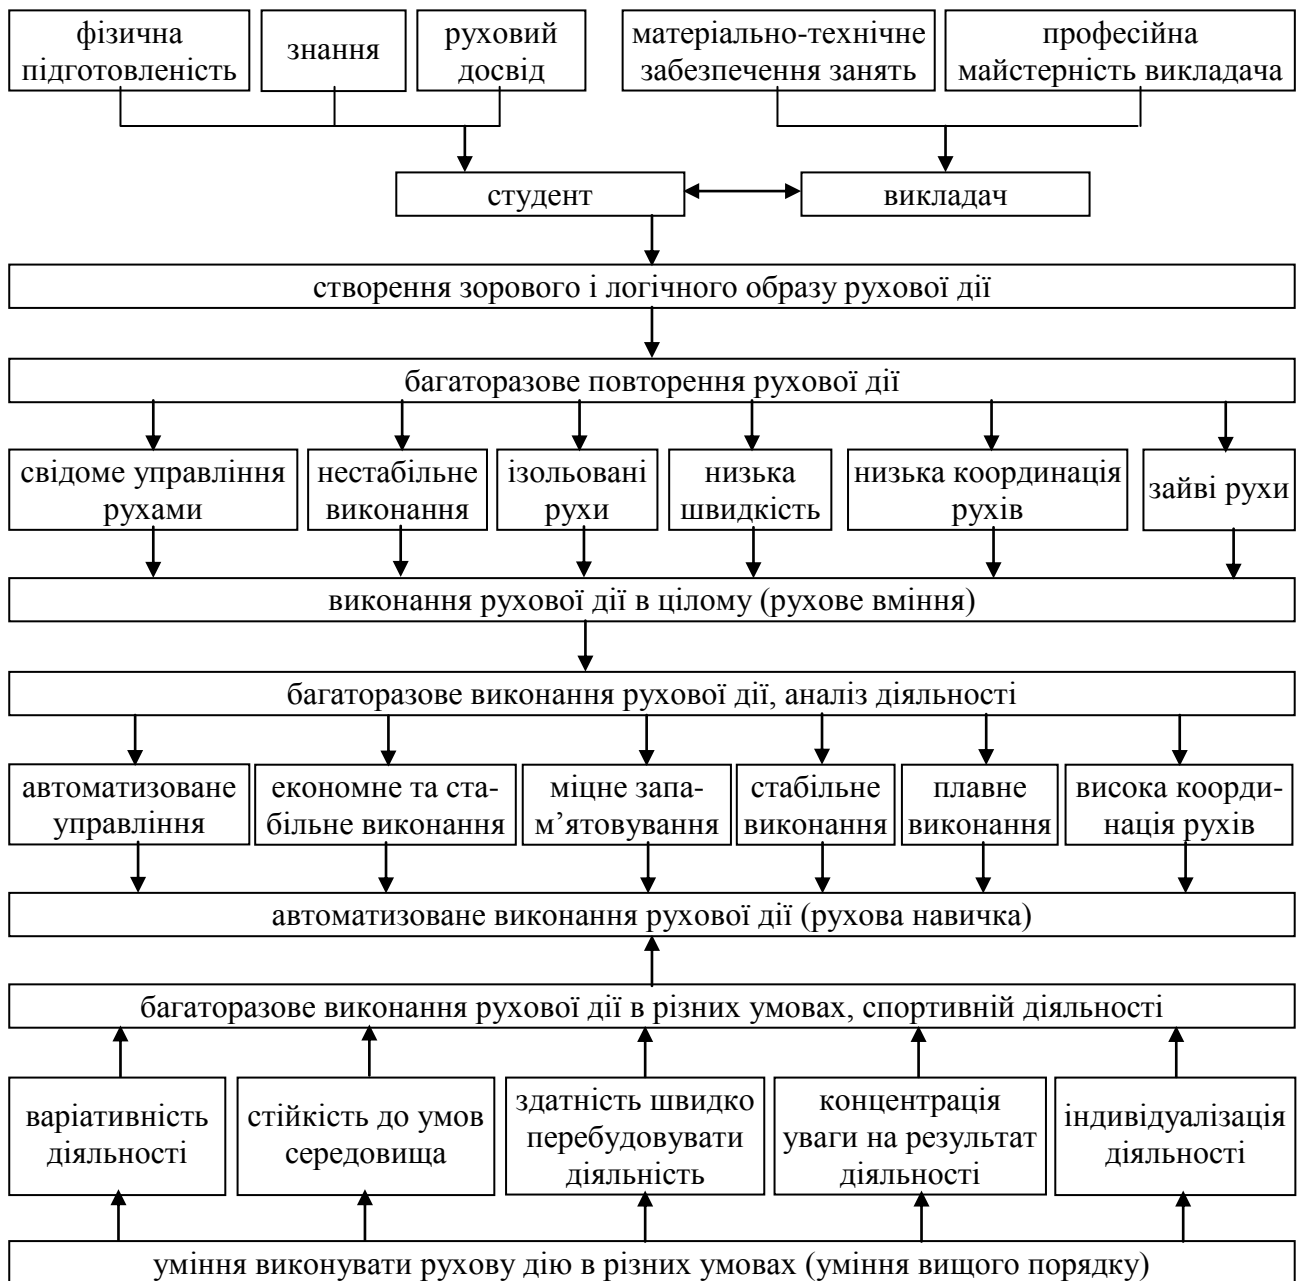 фізична
підготовленість
знання
руховий
досвід
матеріально-технічне
забезпечення занять
професійна
майстерність викладача
студент
викладач
створення зорового і логічного образу рухової дії
багаторазове повторення рухової дії
свідоме управління
рухами
нестабільне
виконання
ізольовані
рухи
низька
швидкість
низька координація
рухів
зайві рухи
виконання рухової дії в цілому (рухове вміння)
багаторазове виконання рухової дії, аналіз діяльності
автоматизоване
управління
економне та ста-
більне виконання
міцне запа-
м’ятовування
стабільне
виконання
плавне
виконання
висока коорди-
нація рухів
автоматизоване виконання рухової дії (рухова навичка)
багаторазове виконання рухової дії в різних умовах, спортивній діяльності
варіативність
діяльності
стійкість до умов
середовища
здатність швидко
перебудовувати
діяльність
концентрація
уваги на результат
діяльності
індивідуалізація
діяльності
уміння виконувати рухову дію в різних умовах (уміння вищого порядку)